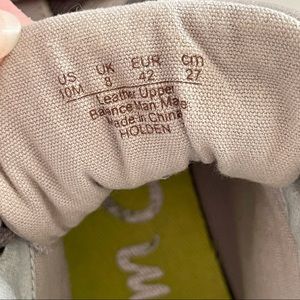 US UK EUR cm
10M 8 42 27
Leather Upper
Balance Man Made
Made in China
HOLDEN